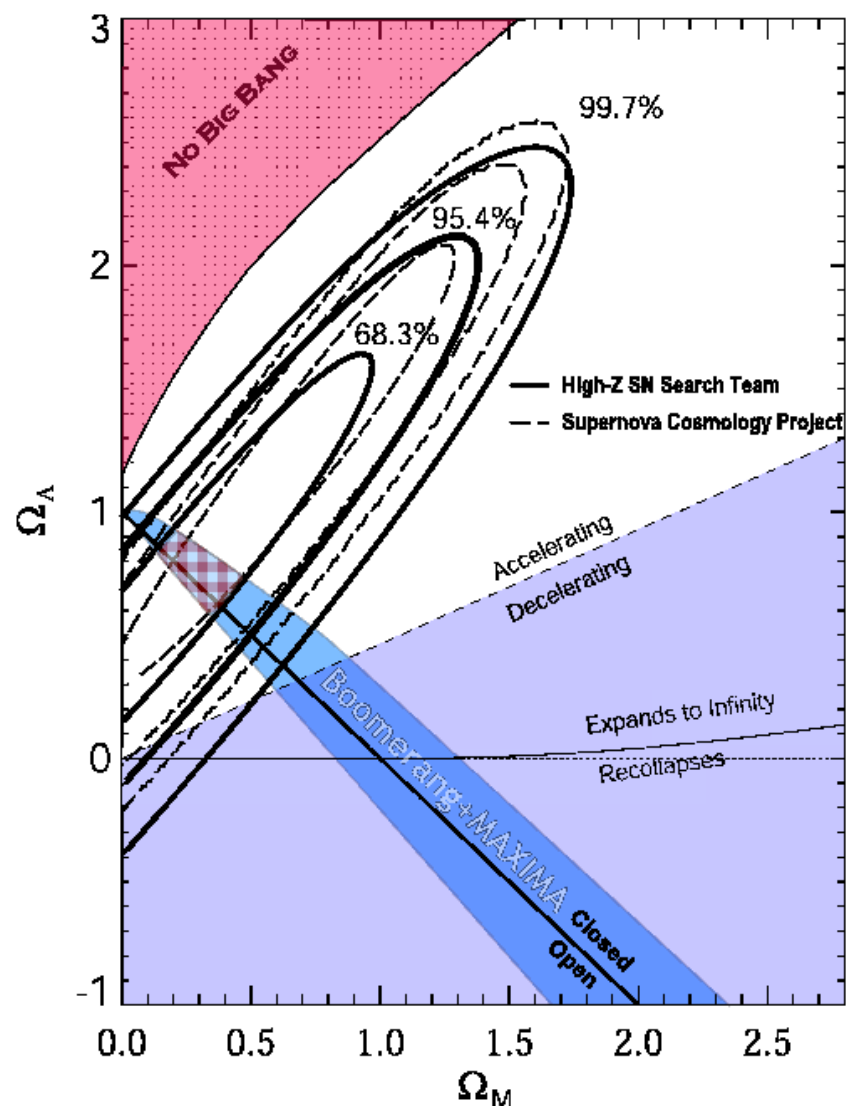 3
NO BIG BANG
99.7%
95.4%
2
68.3%
High-Z SN Search Team
Supernova Cosmology Project
Ω_Λ
1
Accelerating
Decelerating
Boomerang+MAXIMA
Expands to Infinity
0
Recollapses
Closed
Open
-1
0.0 0.5 1.0 1.5 2.0 2.5
Ω_M